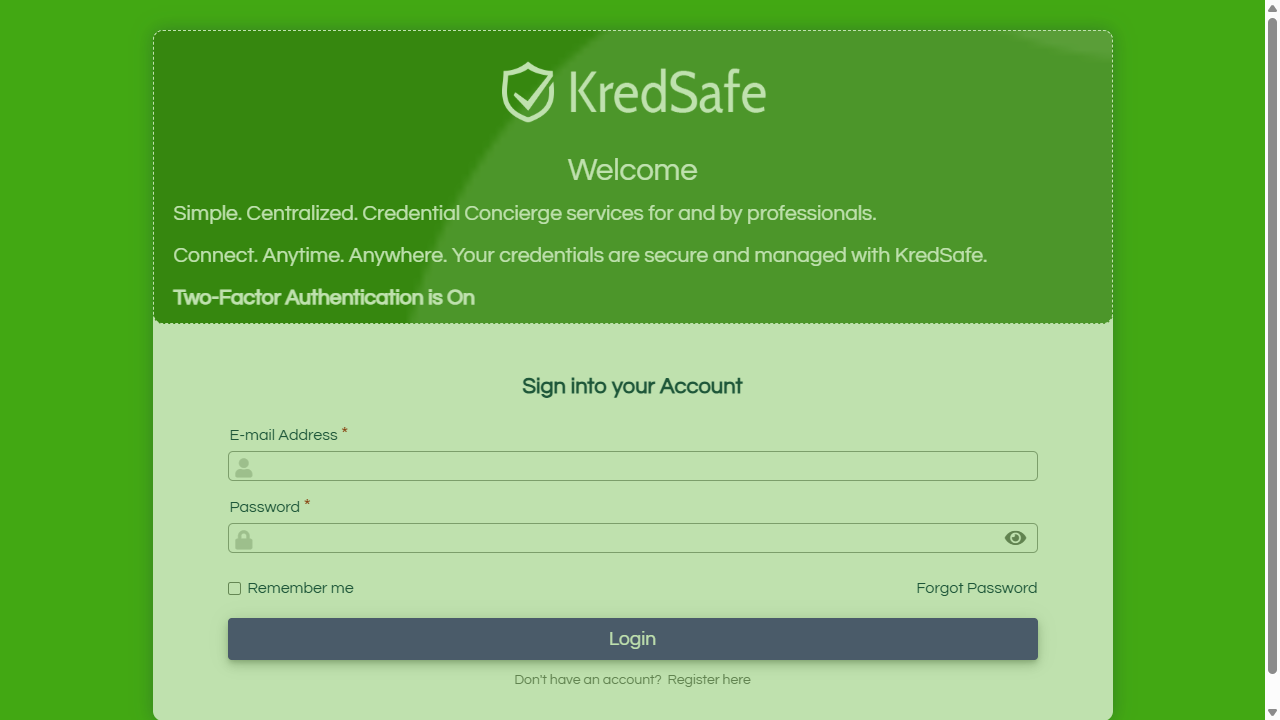 KredSafe
Welcome
Simple. Centralized. Credential Concierge services for and by professionals.
Connect. Anytime. Anywhere. Your credentials are secure and managed with KredSafe.
Two-Factor Authentication is On
Sign into your Account
E-mail Address *
Password *
Remember me
Forgot Password
Login
Don't have an account? Register here